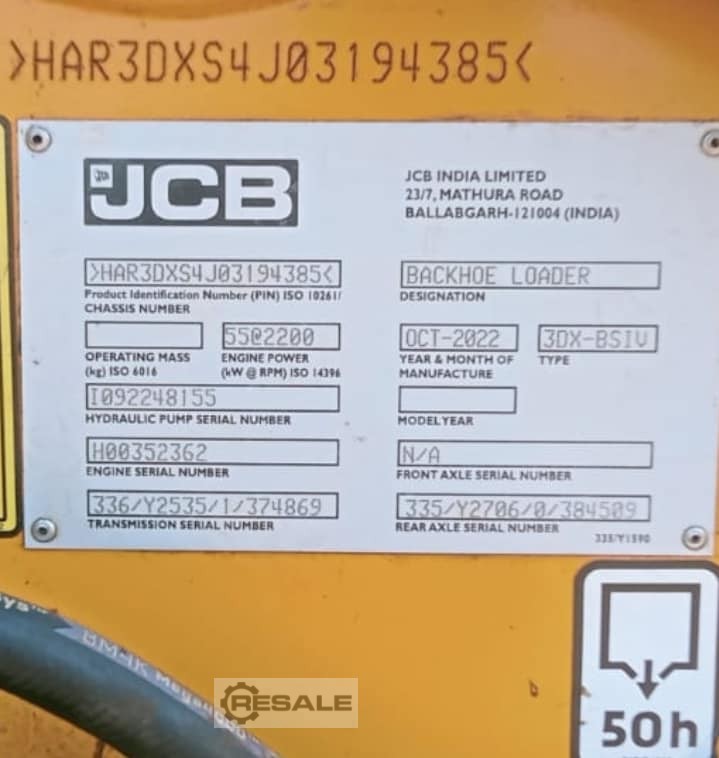 >HAR3DXS4J03194385<
JCB
JCB INDIA LIMITED
23/7, MATHURA ROAD
BALLABGARH-121004 (INDIA)
>HAR3DXS4J03194385<
Product Identification Number (PIN) ISO 10261/
CHASSIS NUMBER
BACKHOE LOADER
DESIGNATION
55@2200
OPERATING MASS
(kg) ISO 6016
ENGINE POWER
(kW @ RPM) ISO 14396
OCT-2022
YEAR & MONTH OF
MANUFACTURE
3DX-BSIV
TYPE
I092248155
HYDRAULIC PUMP SERIAL NUMBER
MODEL YEAR
H00352362
ENGINE SERIAL NUMBER
N/A
FRONT AXLE SERIAL NUMBER
336/Y2535/1/374869
TRANSMISSION SERIAL NUMBER
335/Y2706/0/384509
REAR AXLE SERIAL NUMBER
335/Y1590
RESALE
50h